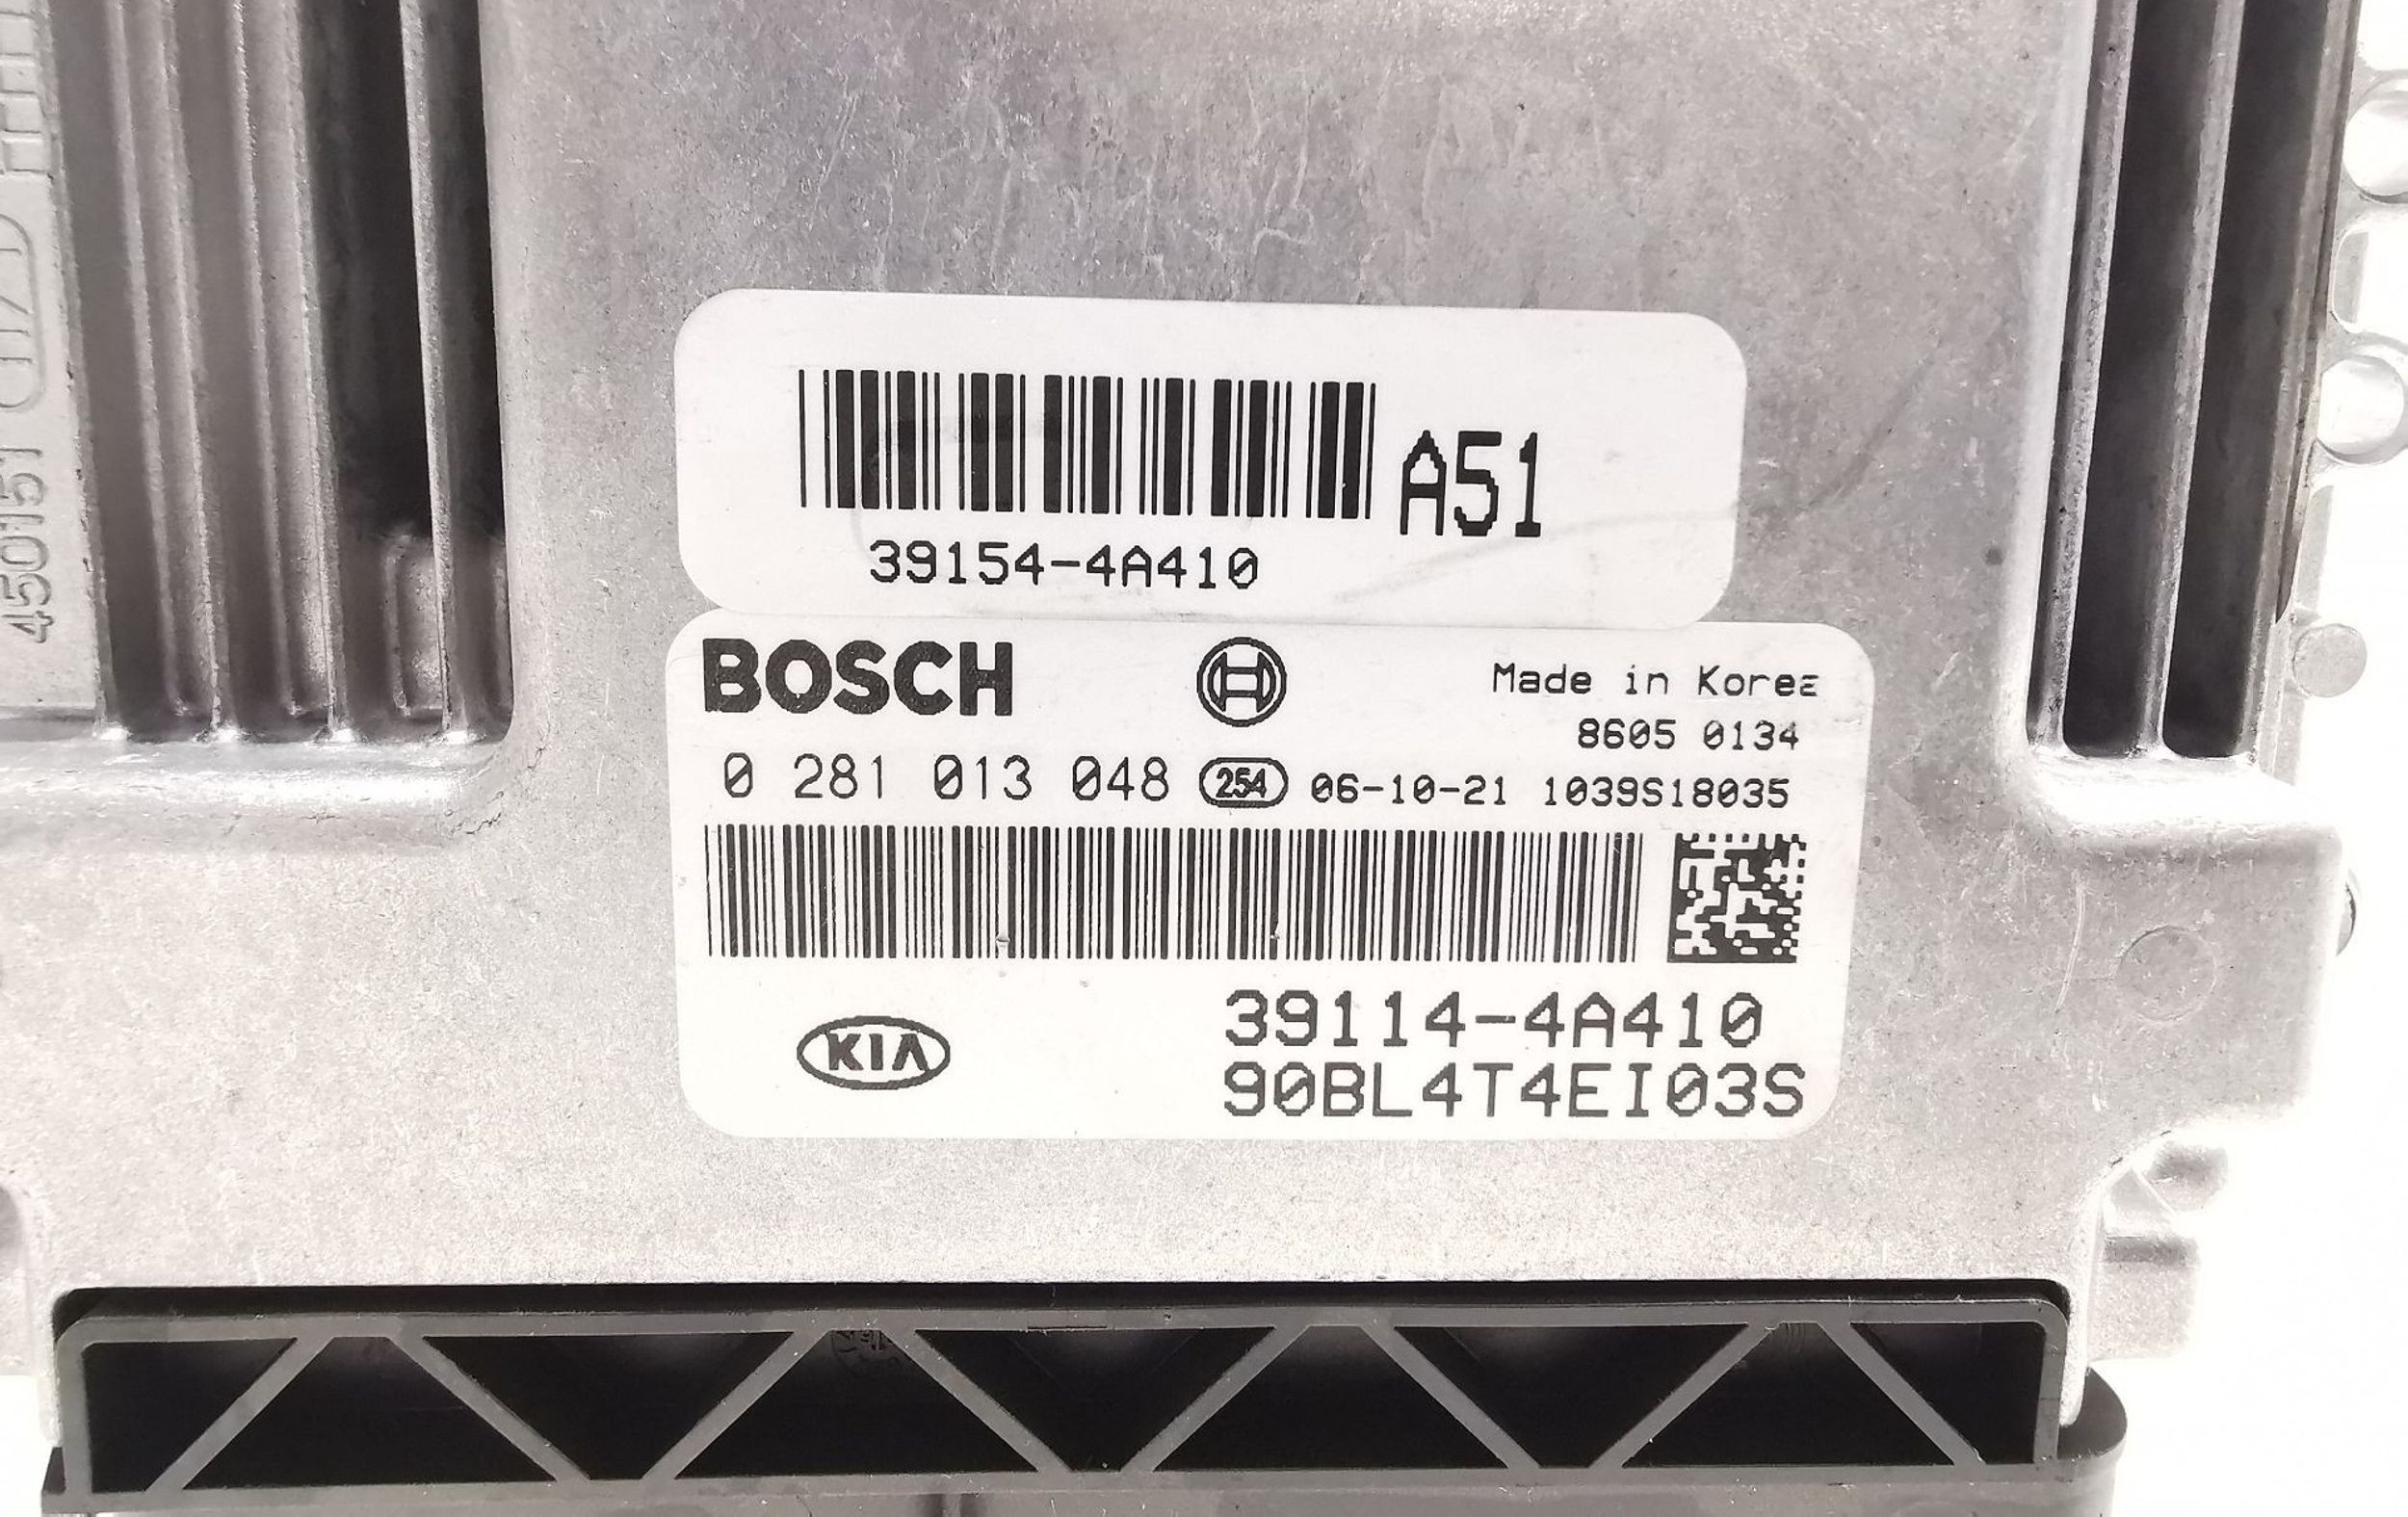 A51
39154-4A410
BOSCH
Made in Korea
8605 0134
0 281 013 048 254 06-10-21 1039S18035
39114-4A410
KIA
90BL4T4EI03S
450151